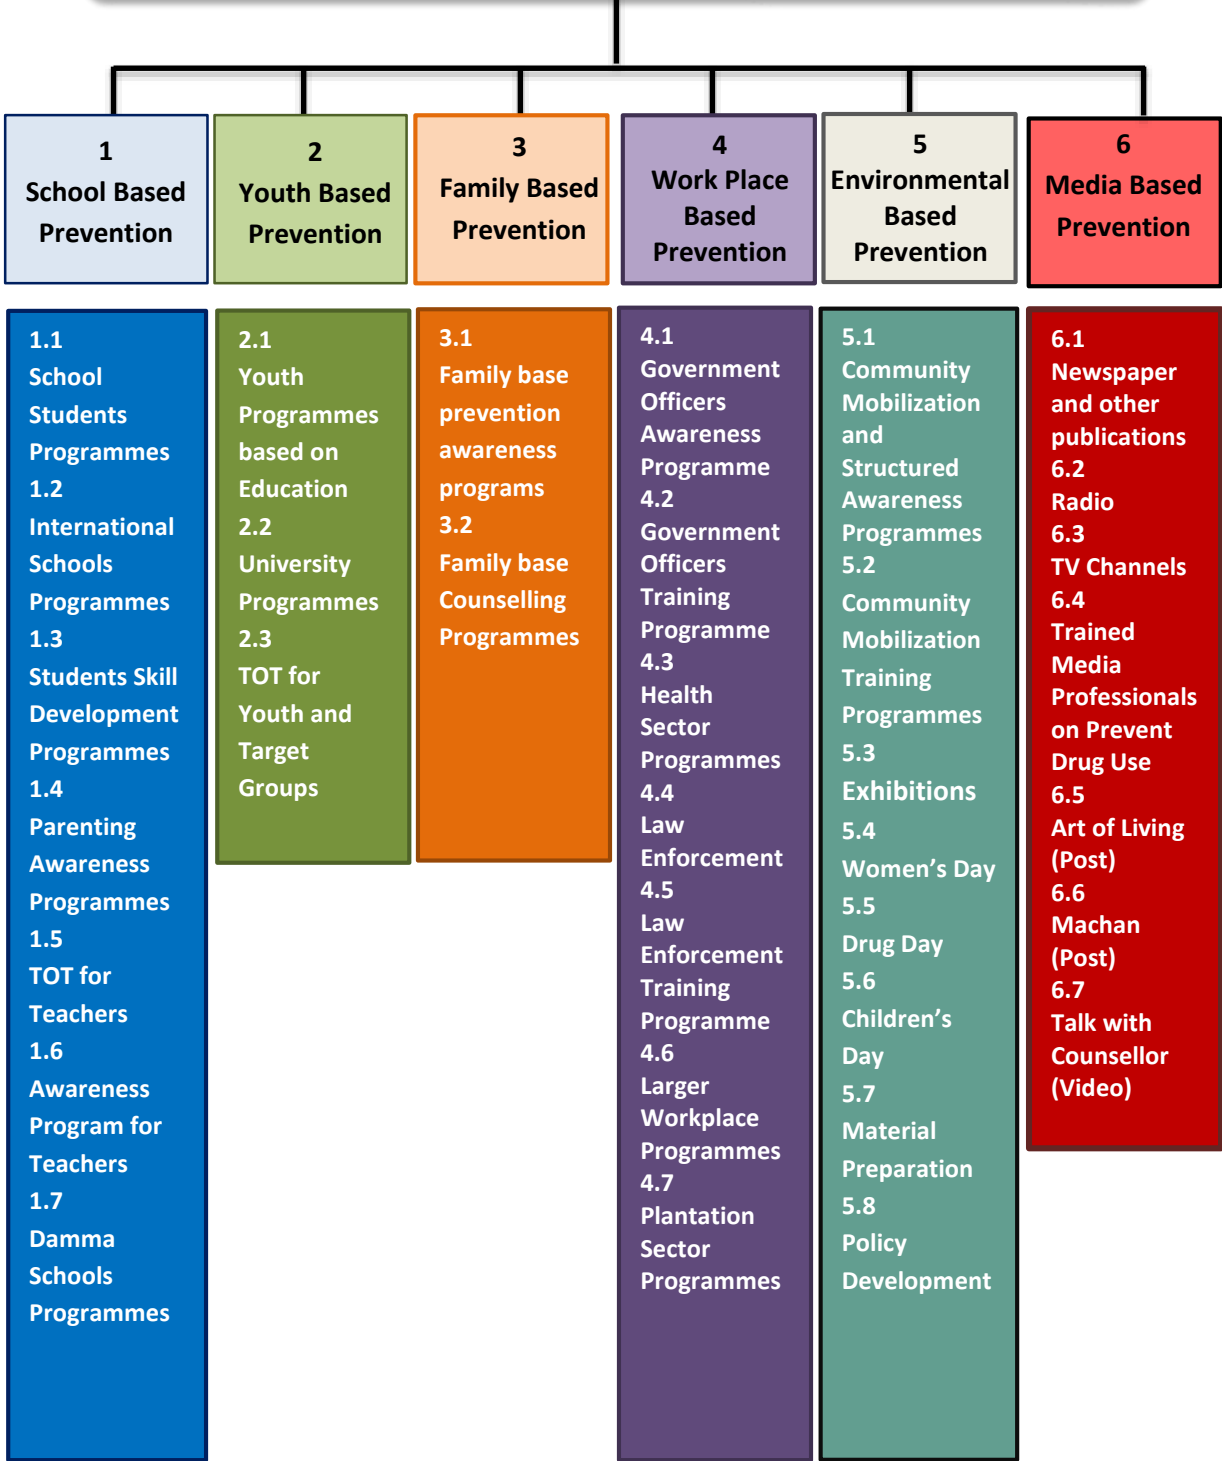 1
School Based
Prevention
2
Youth Based
Prevention
3
Family Based
Prevention
4
Work Place
Based
Prevention
5
Environmental
Based
Prevention
6
Media Based
Prevention
1.1
School
Students
Programmes
1.2
International
Schools
Programmes
1.3
Students Skill
Development
Programmes
1.4
Parenting
Awareness
Programmes
1.5
TOT for
Teachers
1.6
Awareness
Program for
Teachers
1.7
Damma
Schools
Programmes
2.1
Youth
Programmes
based on
Education
2.2
University
Programmes
2.3
TOT for
Youth and
Target
Groups
3.1
Family base
prevention
awareness
programs
3.2
Family base
Counselling
Programmes
4.1
Government
Officers
Awareness
Programme
4.2
Government
Officers
Training
Programme
4.3
Health
Sector
Programmes
4.4
Law
Enforcement
4.5
Law
Enforcement
Training
Programme
4.6
Larger
Workplace
Programmes
4.7
Plantation
Sector
Programmes
5.1
Community
Mobilization
and
Structured
Awareness
Programmes
5.2
Community
Mobilization
Training
Programmes
5.3
Exhibitions
5.4
Women’s Day
5.5
Drug Day
5.6
Children’s
Day
5.7
Material
Preparation
5.8
Policy
Development
6.1
Newspaper
and other
publications
6.2
Radio
6.3
TV Channels
6.4
Trained
Media
Professionals
on Prevent
Drug Use
6.5
Art of Living
(Post)
6.6
Machan
(Post)
6.7
Talk with
Counsellor
(Video)